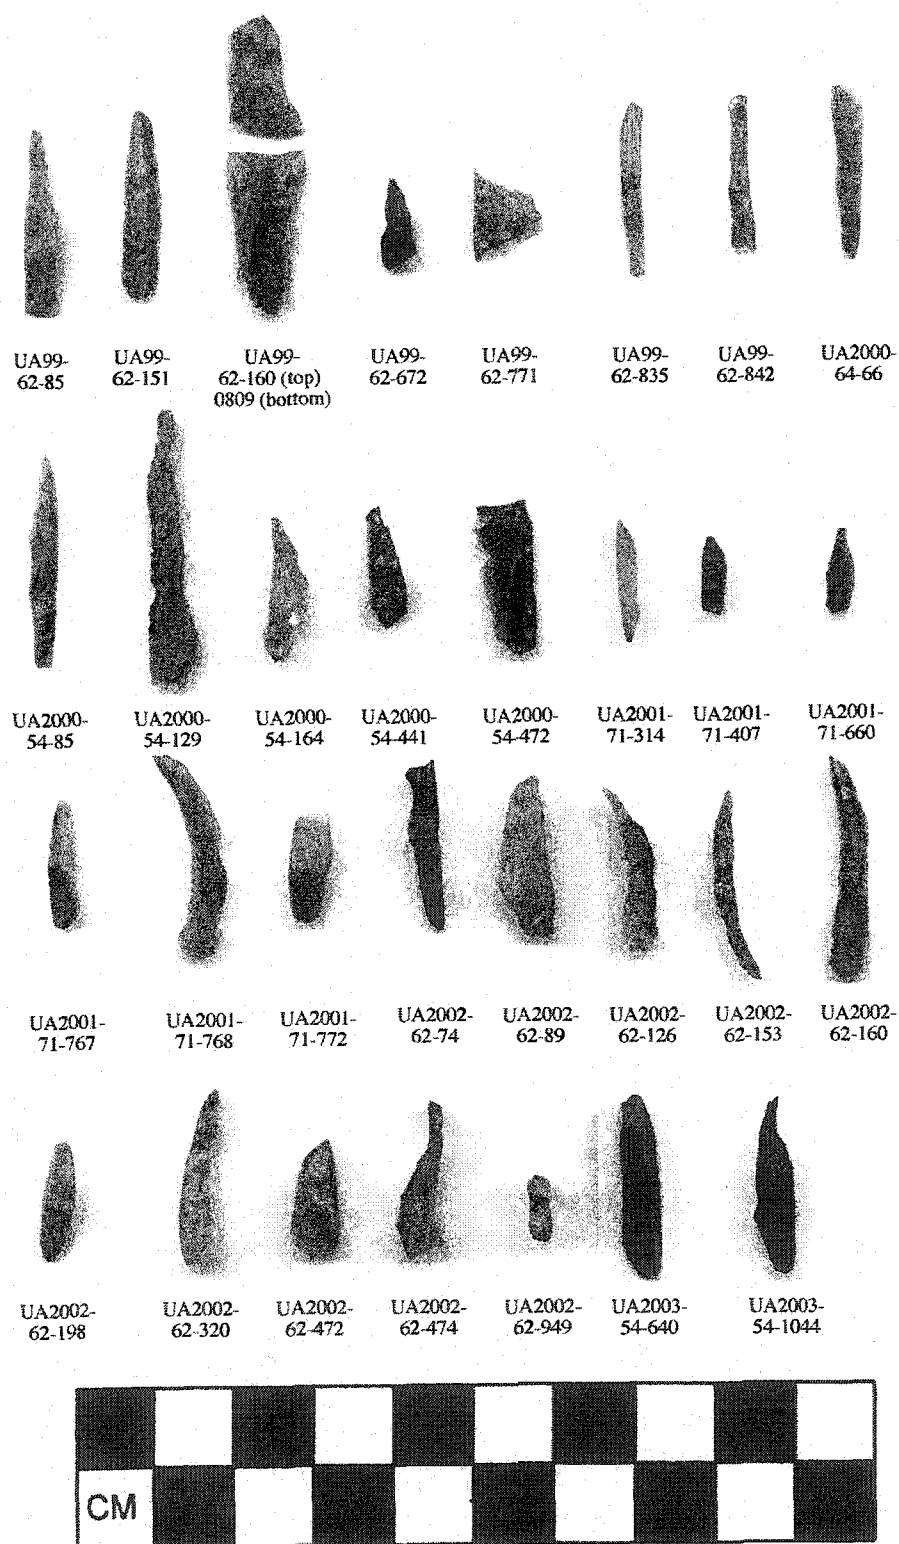 UA99-
62-85
UA99-
62-151
UA99-
62-160 (top)
0809 (bottom)
UA99-
62-672
UA99-
62-771
UA99-
62-835
UA99-
62-842
UA2000-
64-66
UA2000-
54-85
UA2000-
54-129
UA2000-
54-164
UA2000-
54-441
UA2000-
54-472
UA2001-
71-314
UA2001-
71-407
UA2001-
71-660
UA2001-
71-767
UA2001-
71-768
UA2001-
71-772
UA2002-
62-74
UA2002-
62-89
UA2002-
62-126
UA2002-
62-153
UA2002-
62-160
UA2002-
62-198
UA2002-
62-320
UA2002-
62-472
UA2002-
62-474
UA2002-
62-949
UA2003-
54-640
UA2003-
54-1044
CM